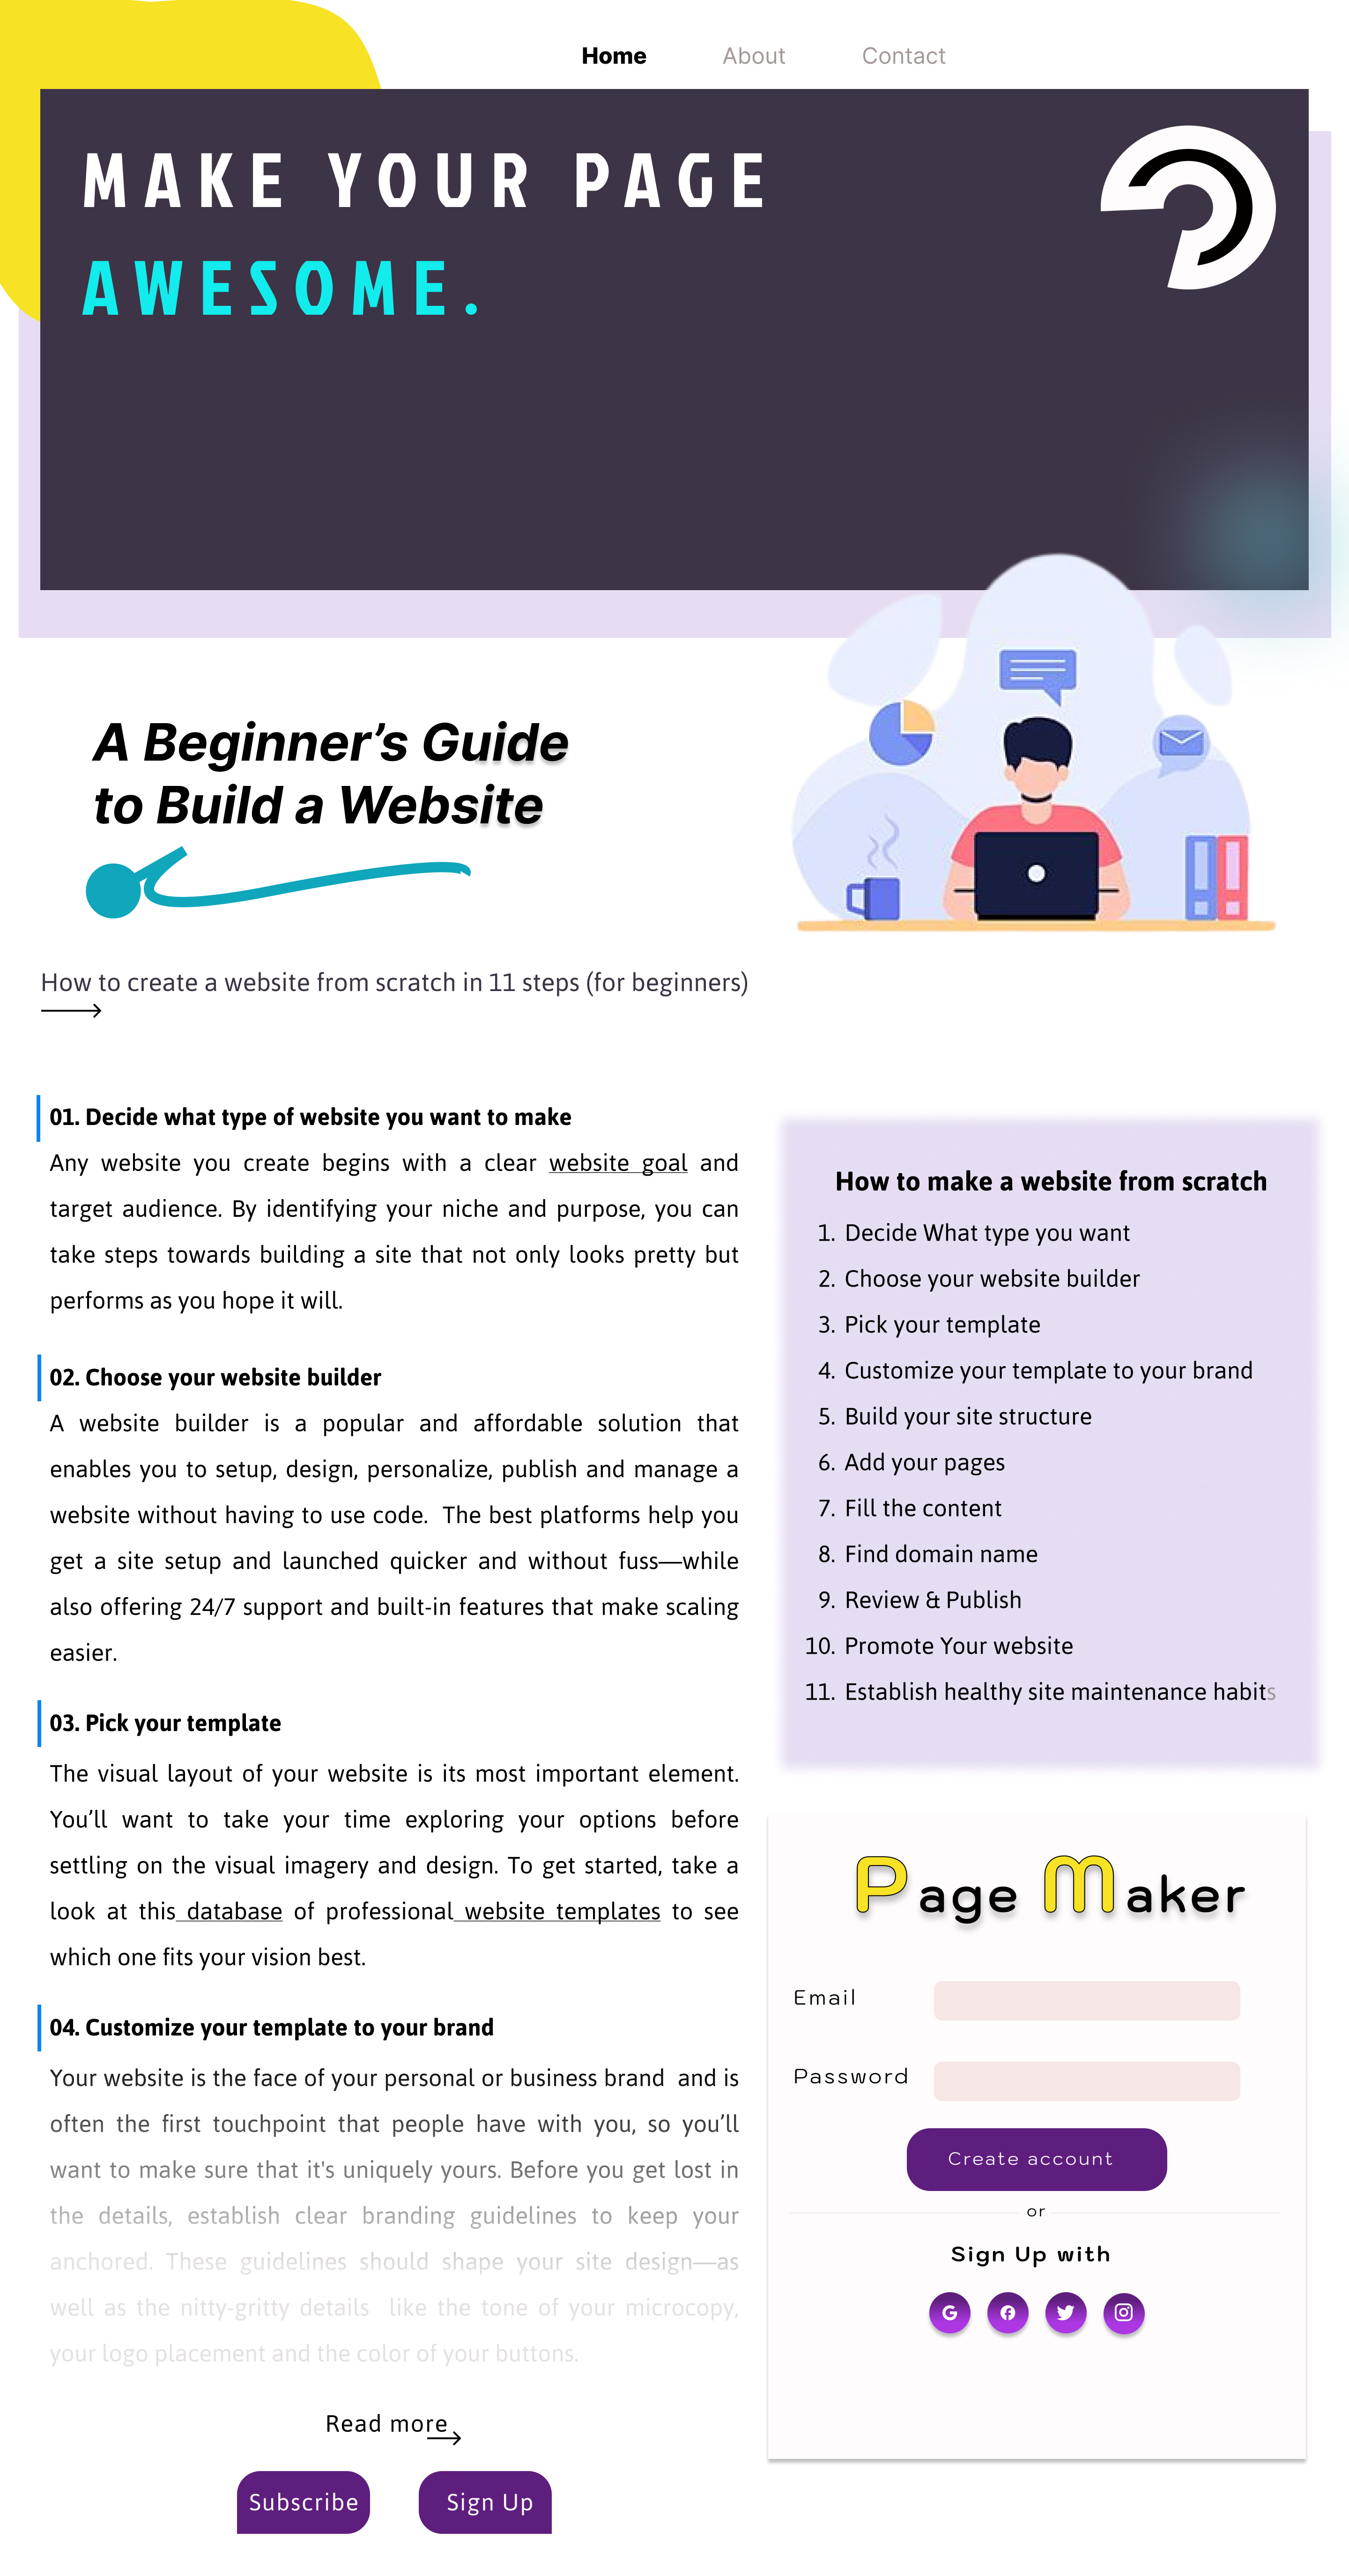 Home About Contact
MAKE YOUR PAGE
AWESOME.
A Beginner’s Guide
to Build a Website
How to create a website from scratch in 11 steps (for beginners)
01. Decide what type of website you want to make
Any website you create begins with a clear website goal and
target audience. By identifying your niche and purpose, you can
take steps towards building a site that not only looks pretty but
performs as you hope it will.
02. Choose your website builder
A website builder is a popular and affordable solution that
enables you to setup, design, personalize, publish and manage a
website without having to use code.  The best platforms help you
get a site setup and launched quicker and without fuss—while
also offering 24/7 support and built-in features that make scaling
easier.
03. Pick your template
The visual layout of your website is its most important element.
You’ll want to take your time exploring your options before
settling on the visual imagery and design. To get started, take a
look at this database of professional website templates to see
which one fits your vision best.
04. Customize your template to your brand
Your website is the face of your personal or business brand  and is
often the first touchpoint that people have with you, so you’ll
want to make sure that it's uniquely yours. Before you get lost in
the details, establish clear branding guidelines to keep your
anchored. These guidelines should shape your site design—as
well as the nitty-gritty details  like the tone of your microcopy,
your logo placement and the color of your buttons.
Read more
Subscribe Sign Up
How to make a website from scratch
1. Decide What type you want
2. Choose your website builder
3. Pick your template
4. Customize your template to your brand
5. Build your site structure
6. Add your pages
7. Fill the content
8. Find domain name
9. Review & Publish
10. Promote Your website
11. Establish healthy site maintenance habits
Page Maker
Email
Password
Create account
or
Sign Up with